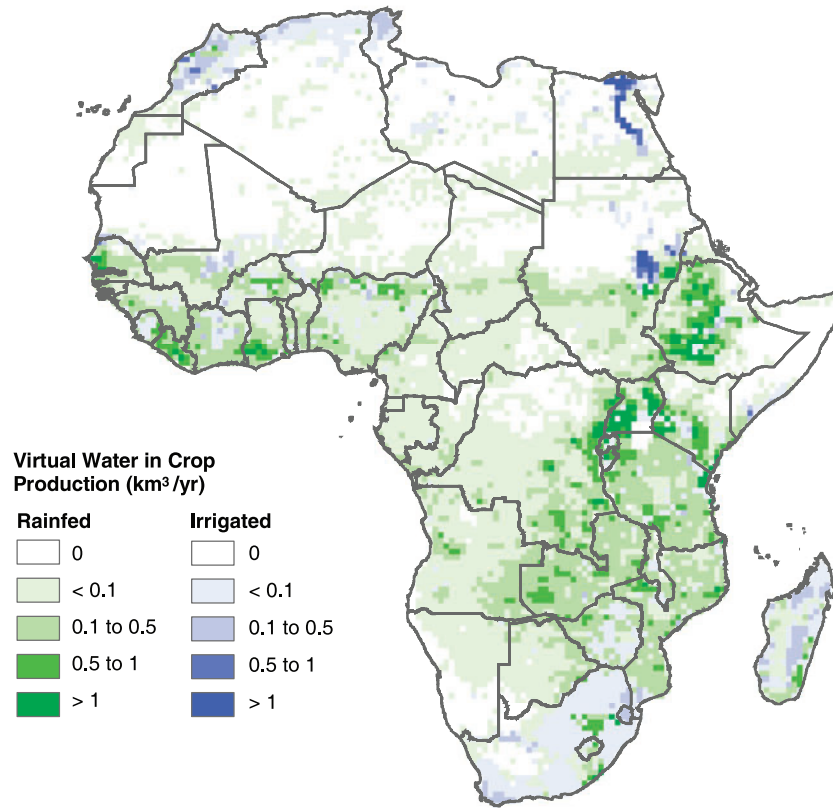 Virtual Water in Crop
Production (km³/yr)
Rainfed Irrigated
0 0
< 0.1 < 0.1
0.1 to 0.5 0.1 to 0.5
0.5 to 1 0.5 to 1
> 1 > 1